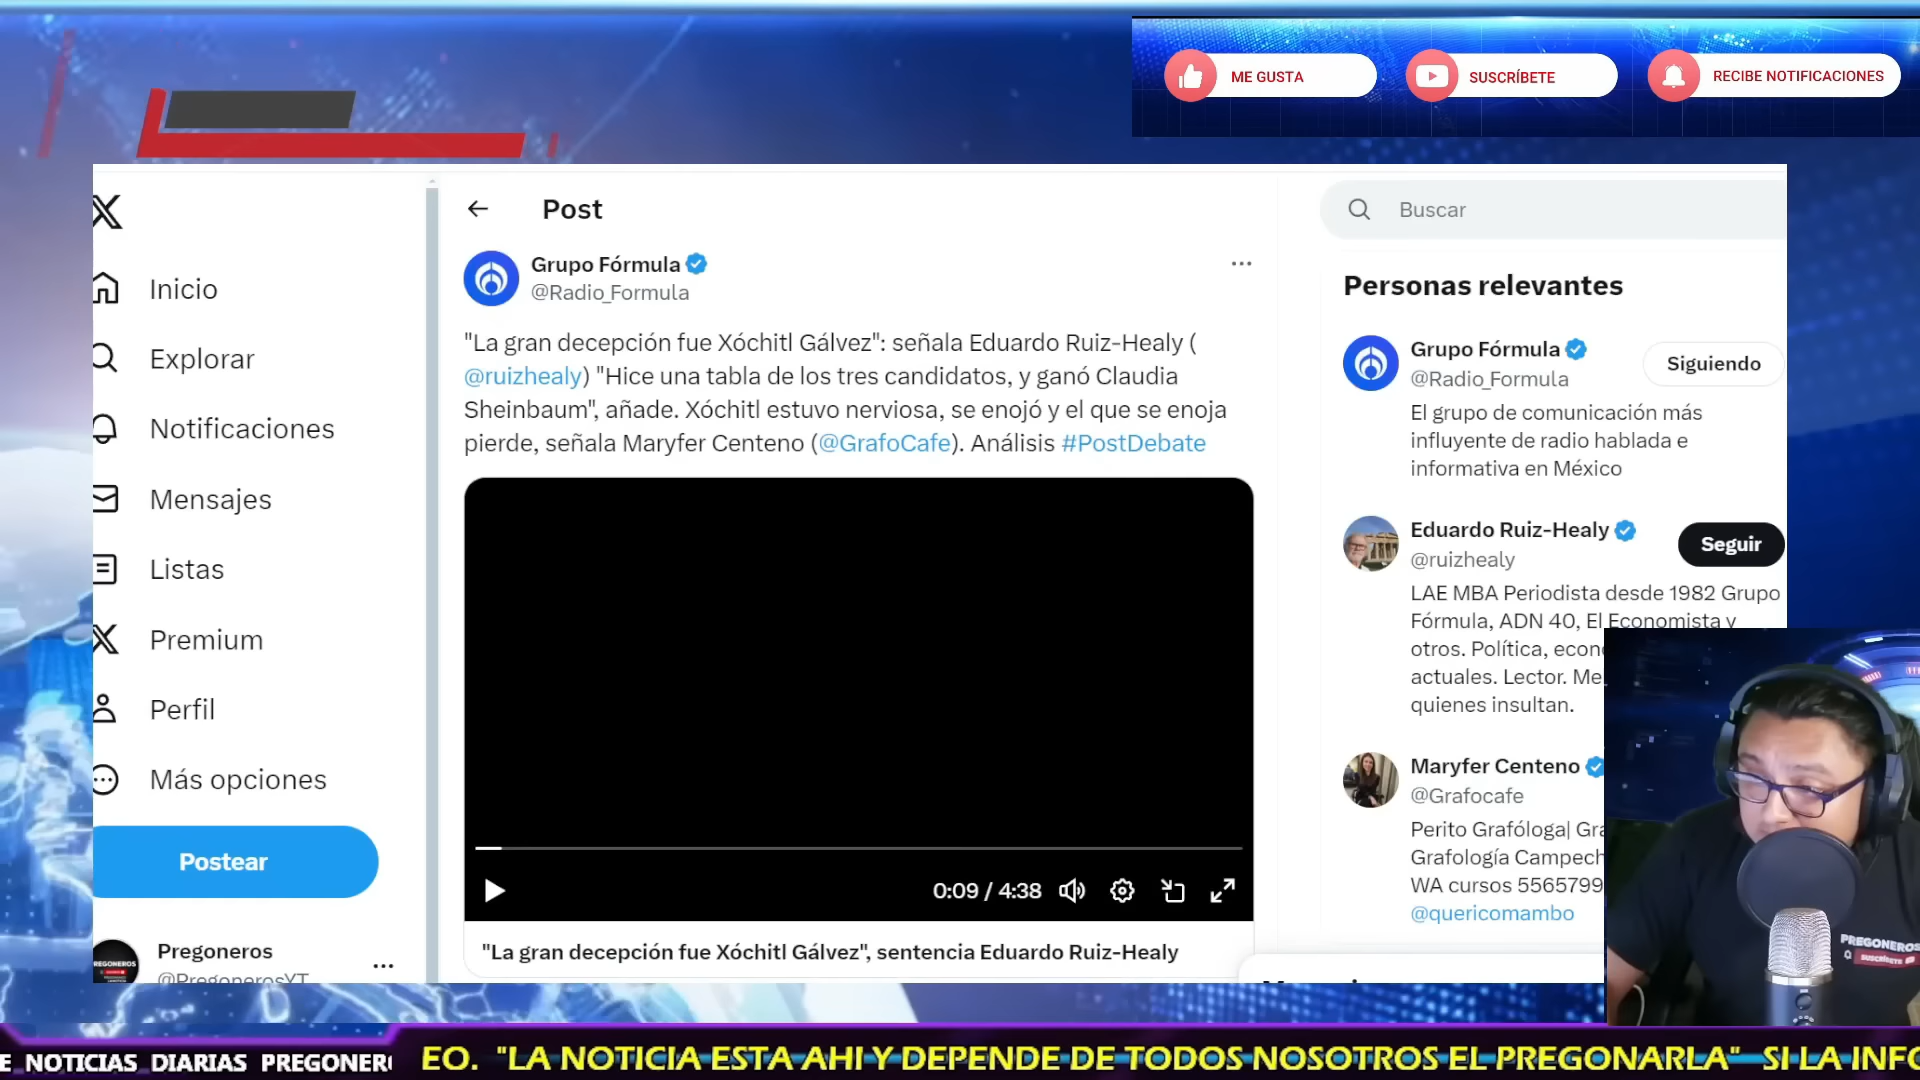 ME GUSTA
SUSCRÍBETE
RECIBE NOTIFICACIONES
Inicio
Explorar
Notificaciones
Mensajes
Listas
Premium
Perfil
Más opciones
Postear
Pregoneros
@PregonerosYT
Post
Grupo Fórmula
@Radio_Formula
"La gran decepción fue Xóchitl Gálvez": señala Eduardo Ruiz-Healy (
@ruizhealy) "Hice una tabla de los tres candidatos, y ganó Claudia
Sheinbaum", añade. Xóchitl estuvo nerviosa, se enojó y el que se enoja
pierde, señala Maryfer Centeno (@GrafoCafe). Análisis #PostDebate
0:09 / 4:38
"La gran decepción fue Xóchitl Gálvez", sentencia Eduardo Ruiz-Healy
Buscar
Personas relevantes
Grupo Fórmula
@Radio_Formula
Siguiendo
El grupo de comunicación más
influyente de radio hablada e
informativa en México
Eduardo Ruiz-Healy
@ruizhealy
Seguir
LAE MBA Periodista desde 1982 Grupo
Fórmula, ADN 40, El Economista y
otros. Política, econ
actuales. Lector. Me
quienes insultan.
Maryfer Centeno
@Grafocafe
Perito Grafóloga| Gra
Grafología Campech
WA cursos 5565799
@quericomambo
PREGONEROS
SUSCRÍBETE
E NOTICIAS DIARIAS PREGONER
EO. "LA NOTICIA ESTA AHI Y DEPENDE DE TODOS NOSOTROS EL PREGONARLA" SI LA INFO